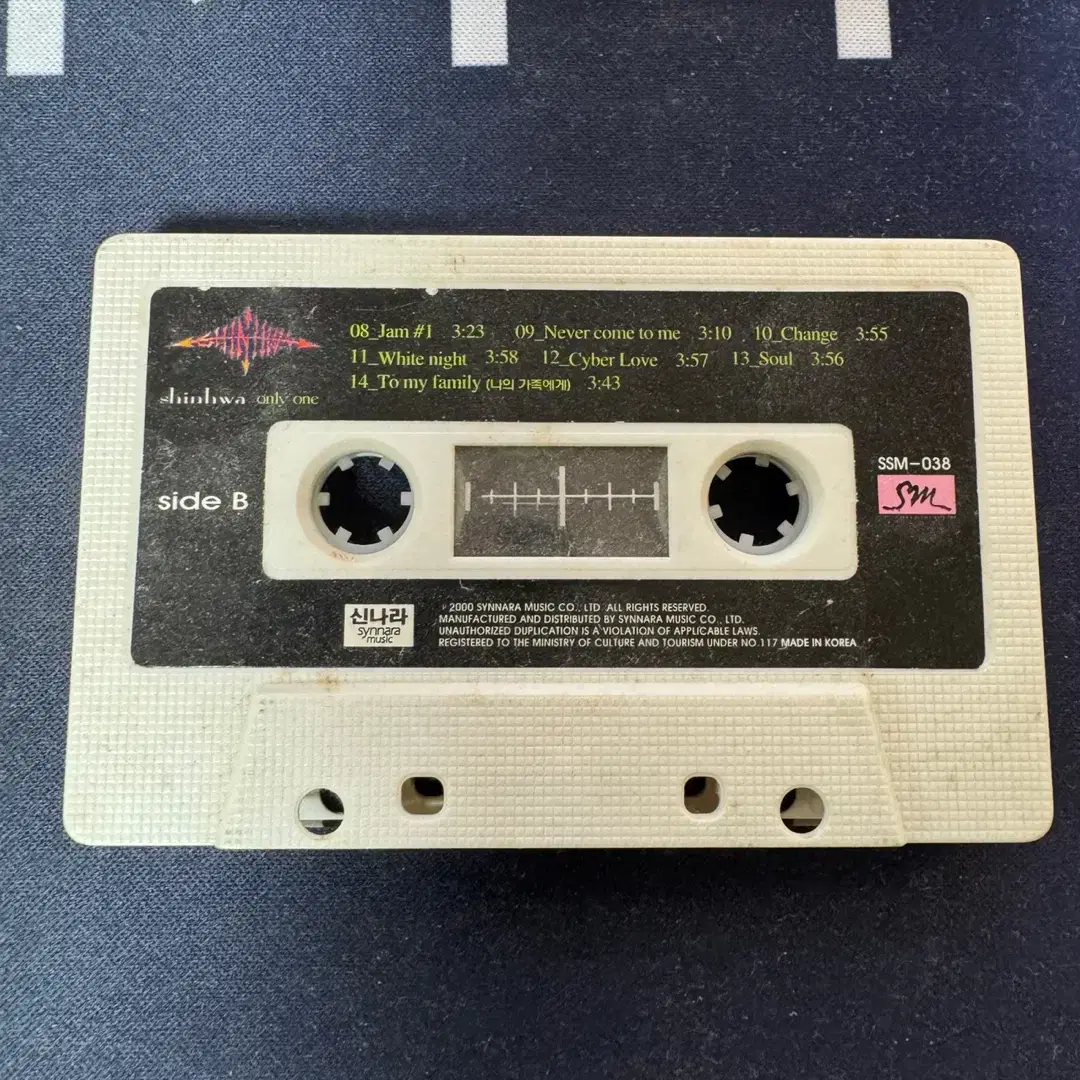 08_Jam #1 3:23 09_Never come to me 3:10 10_Change 3:55
11_White night 3:58 12_Cyber Love 3:57 13_Soul 3:56
14_To my family (나의 가족에게) 3:43
shinhwa only one
side B
SSM-038
SM
신나라
synnara
music
℗ 2000 SYNNARA MUSIC CO., LTD ALL RIGHTS RESERVED.
MANUFACTURED AND DISTRIBUTED BY SYNNARA MUSIC CO., LTD.
UNAUTHORIZED DUPLICATION IS A VIOLATION OF APPLICABLE LAWS.
REGISTERED TO THE MINISTRY OF CULTURE AND TOURISM UNDER NO.117 MADE IN KOREA